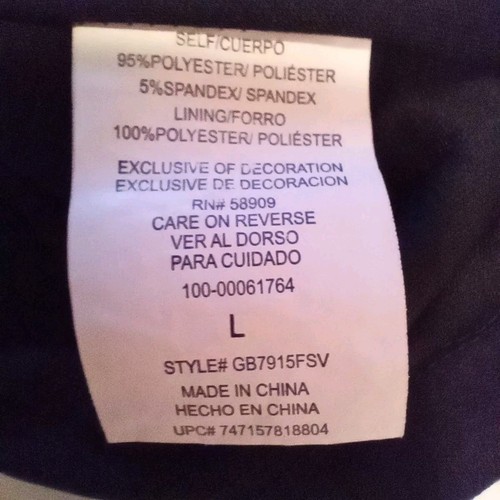 SELF/CUERPO
95%POLYESTER/ POLIÉSTER
5%SPANDEX/ SPANDEX
LINING/FORRO
100%POLYESTER/ POLIÉSTER
EXCLUSIVE OF DECORATION
EXCLUSIVE DE DECORACION
RN# 58909
CARE ON REVERSE
VER AL DORSO
PARA CUIDADO
100-00061764
L
STYLE# GB7915FSV
MADE IN CHINA
HECHO EN CHINA
UPC# 747157818804